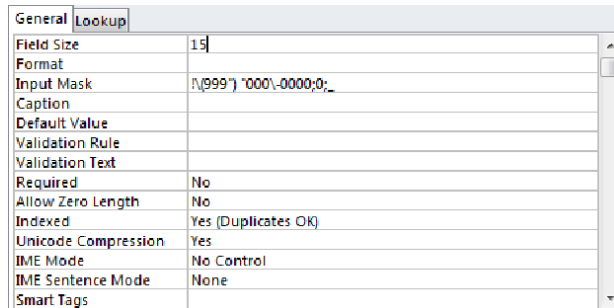 General Lookup
Field Size 15
Format
Input Mask !\(999") "000\-0000;0;_
Caption
Default Value
Validation Rule
Validation Text
Required No
Allow Zero Length No
Indexed Yes (Duplicates OK)
Unicode Compression Yes
IME Mode No Control
IME Sentence Mode None
Smart Tags